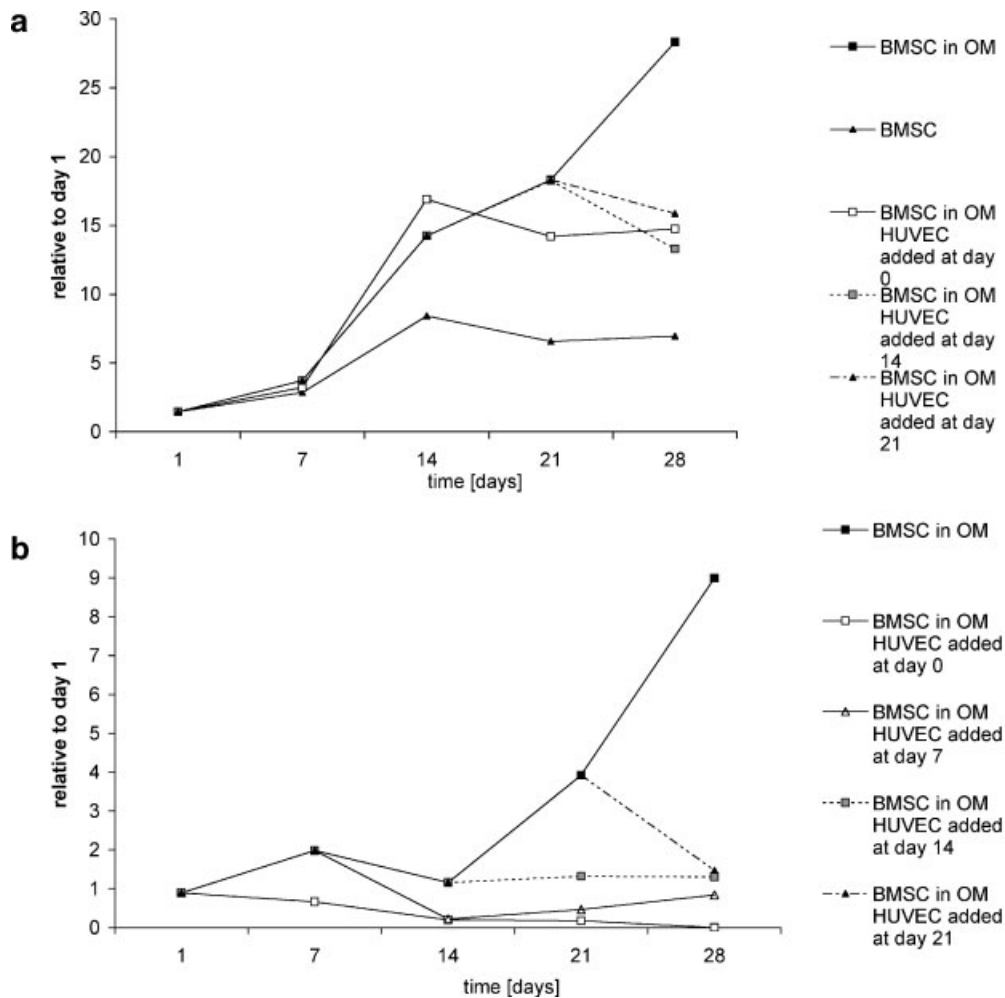 a
30
25
20
15
10
5
0
relative to day 1
1 7 14 21 28
time [days]
BMSC in OM
BMSC
BMSC in OM
HUVEC
added at day
0
BMSC in OM
HUVEC
added at day
14
BMSC in OM
HUVEC
added at day
21
b
10
9
8
7
6
5
4
3
2
1
0
relative to day 1
1 7 14 21 28
time [days]
BMSC in OM
BMSC in OM
HUVEC added
at day 0
BMSC in OM
HUVEC added
at day 7
BMSC in OM
HUVEC added
at day 14
BMSC in OM
HUVEC added
at day 21